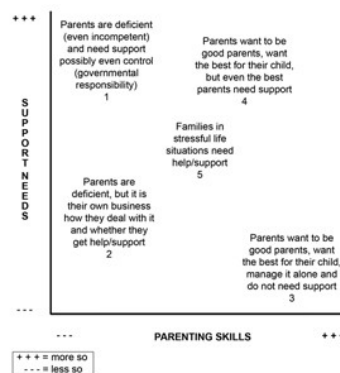 + + +
Parents are deficient
(even incompetent)
and need support
possibly even control
(governmental
responsibility)
1
Parents want to be
good parents, want
the best for their child,
but even the best
parents need support
4
SUPPORT NEEDS
Families in
stressful life
situations need
help/support
5
Parents are
deficient, but it is
their own business
how they deal with it
and whether they
get help/support
2
Parents want to be
good parents, want
the best for their child,
manage it alone and
do not need support
3
- - -
- - -
PARENTING SKILLS
+ + +
+ + + = more so
- - - = less so